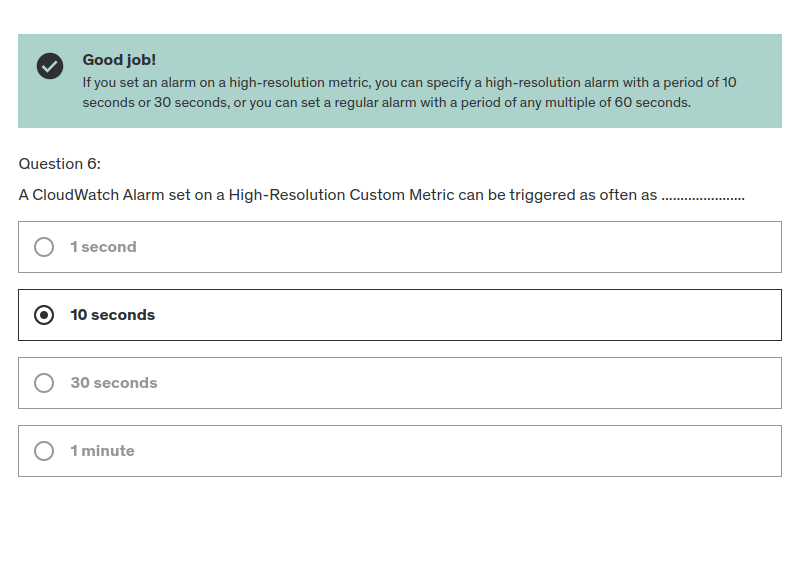 Good job!
If you set an alarm on a high-resolution metric, you can specify a high-resolution alarm with a period of 10
seconds or 30 seconds, or you can set a regular alarm with a period of any multiple of 60 seconds.
Question 6:
A CloudWatch Alarm set on a High-Resolution Custom Metric can be triggered as often as ......................
1 second
10 seconds
30 seconds
1 minute